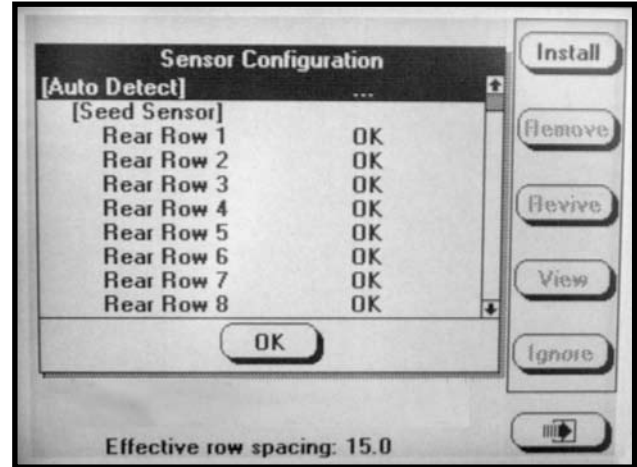 Sensor Configuration
[Auto Detect] ...
[Seed Sensor]
Rear Row 1 OK
Rear Row 2 OK
Rear Row 3 OK
Rear Row 4 OK
Rear Row 5 OK
Rear Row 6 OK
Rear Row 7 OK
Rear Row 8 OK
OK
Effective row spacing: 15.0
Install
Remove
Revive
View
Ignore